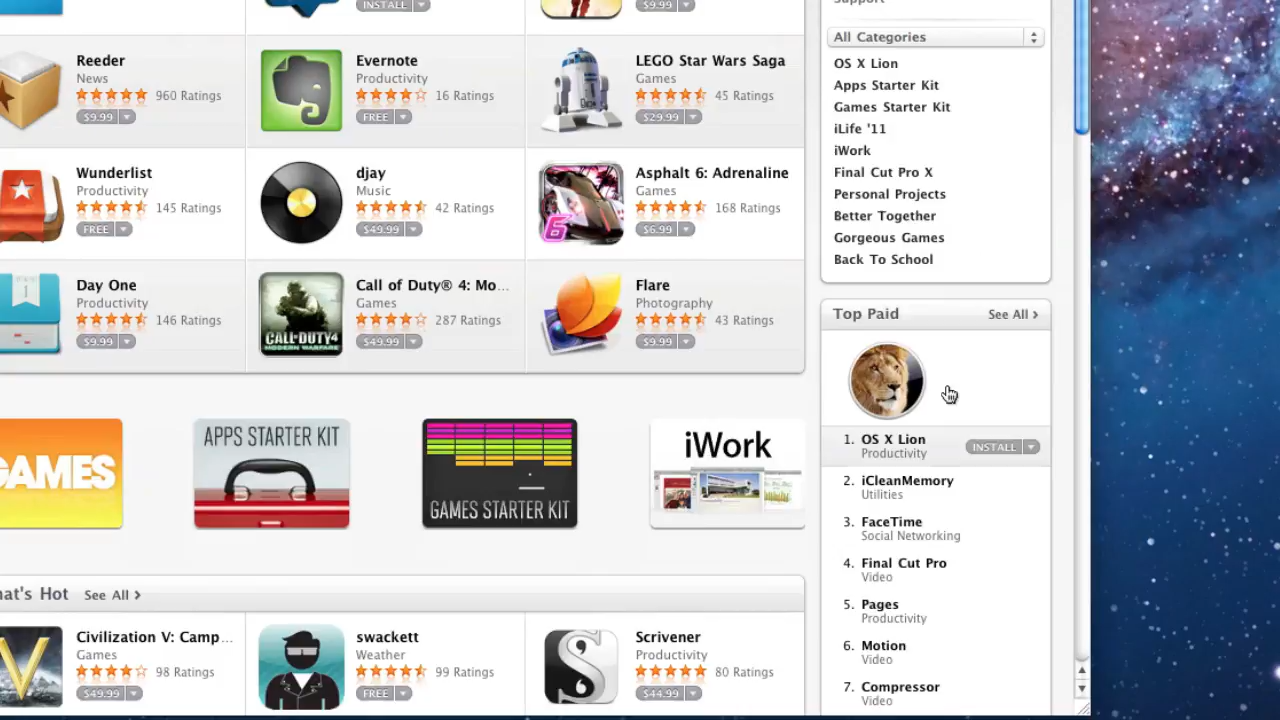 INSTALL
$9.99
Support
Reeder
News
960 Ratings
$9.99
Evernote
Productivity
16 Ratings
FREE
LEGO Star Wars Saga
Games
45 Ratings
$29.99
Wunderlist
Productivity
145 Ratings
FREE
djay
Music
42 Ratings
$49.99
Asphalt 6: Adrenaline
Games
168 Ratings
$6.99
6
Day One
Productivity
146 Ratings
$9.99
1
Call of Duty® 4: Mo...
Games
287 Ratings
$49.99
CALL·DUTY4
MODERN WARFARE
Flare
Photography
43 Ratings
$9.99
GAMES
APPS STARTER KIT
GAMES STARTER KIT
iWork
hat's Hot See All
Civilization V: Camp...
Games
98 Ratings
$49.99
V
swackett
Weather
99 Ratings
FREE
Scrivener
Productivity
80 Ratings
$44.99
S
All Categories
OS X Lion
Apps Starter Kit
Games Starter Kit
iLife '11
iWork
Final Cut Pro X
Personal Projects
Better Together
Gorgeous Games
Back To School
Top Paid See All
1. OS X Lion INSTALL
Productivity
2. iCleanMemory
Utilities
3. FaceTime
Social Networking
4. Final Cut Pro
Video
5. Pages
Productivity
6. Motion
Video
7. Compressor
Video